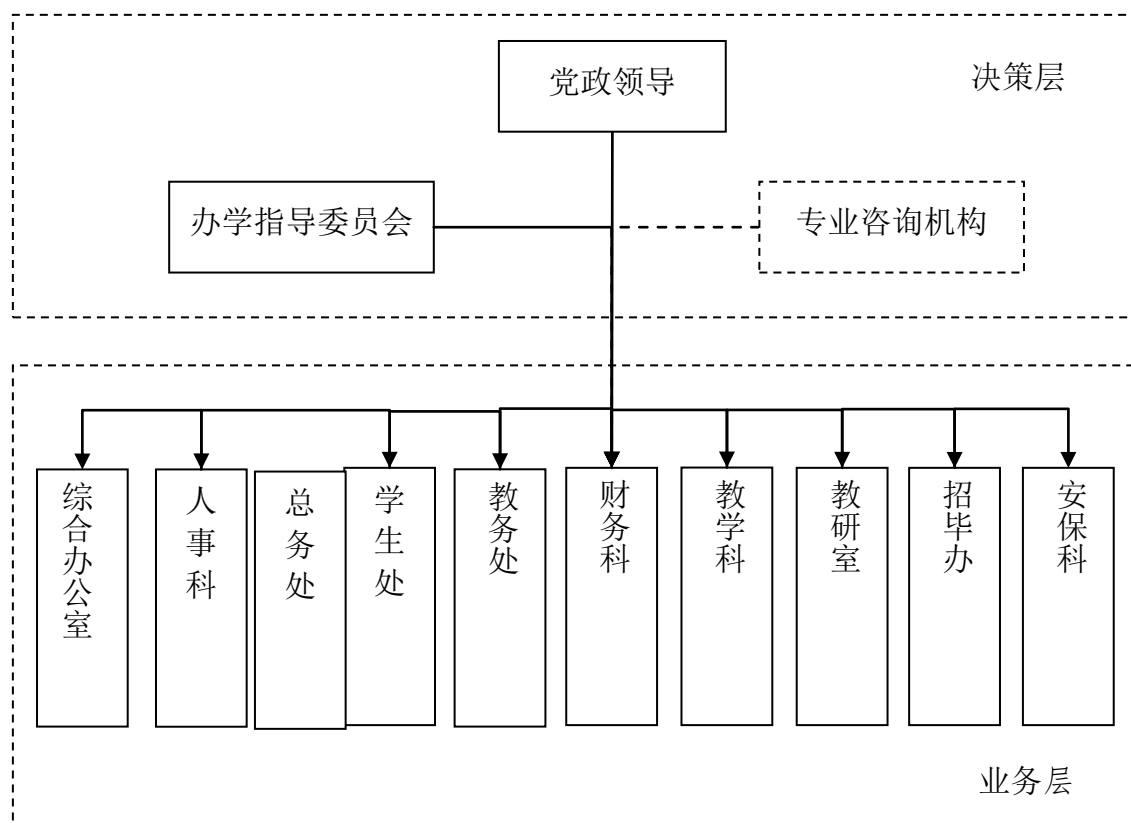 党政领导
决策层
办学指导委员会
专业咨询机构
综合办公室
人事科
总务处
学生处
教务处
财务科
教学科
教研室
招毕办
安保科
业务层